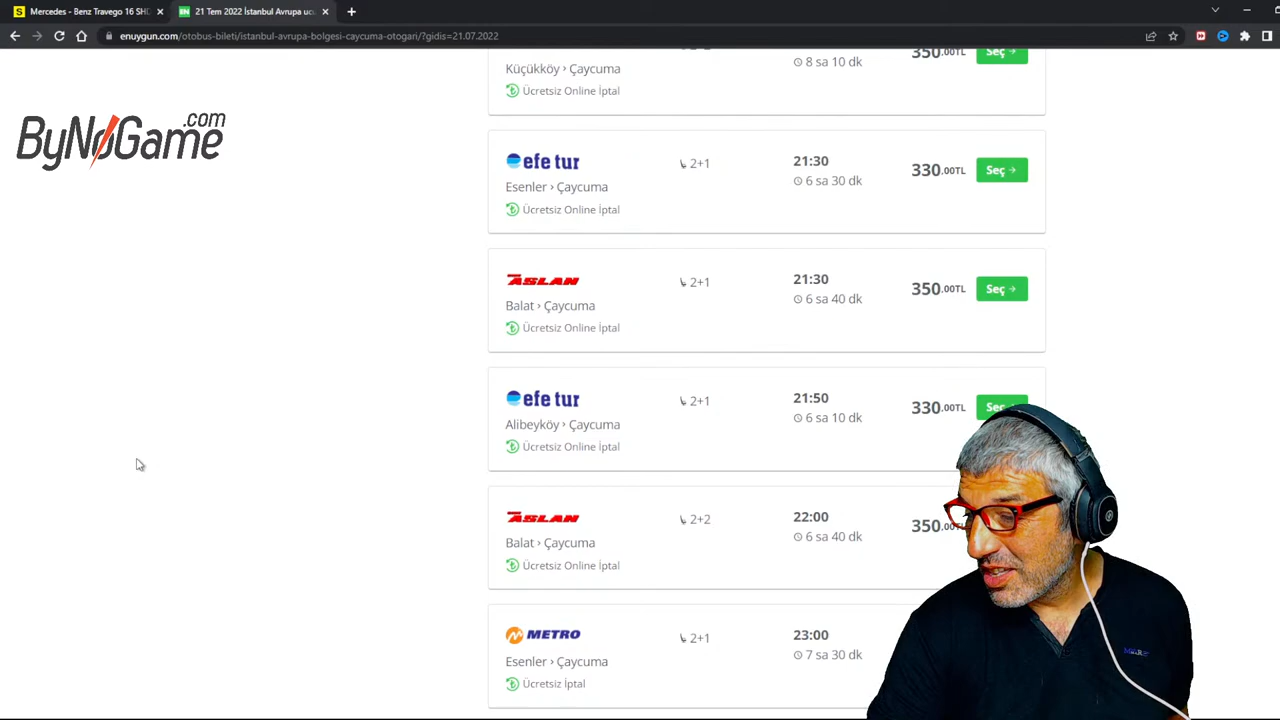 Mercedes - Benz Travego 16 SHD
21 Tem 2022 İstanbul Avrupa
enuygun.com/otobus-bileti/istanbul-avrupa-bolgesi-caycuma-otogari/?gidis=21.07.2022
ByNoGame.com
8 sa 10 dk
350.00TL
Seç →
Küçükköy › Çaycuma
Ücretsiz Online İptal
efe tur
2+1
21:30
6 sa 30 dk
330.00TL
Seç →
Esenler › Çaycuma
Ücretsiz Online İptal
ASLAN
2+1
21:30
6 sa 40 dk
350.00TL
Seç →
Balat › Çaycuma
Ücretsiz Online İptal
efe tur
2+1
21:50
6 sa 10 dk
330.00TL
Alibeyköy › Çaycuma
Ücretsiz Online İptal
ASLAN
2+2
22:00
6 sa 40 dk
350.00TL
Balat › Çaycuma
Ücretsiz Online İptal
METRO
2+1
23:00
7 sa 30 dk
Esenler › Çaycuma
Ücretsiz İptal